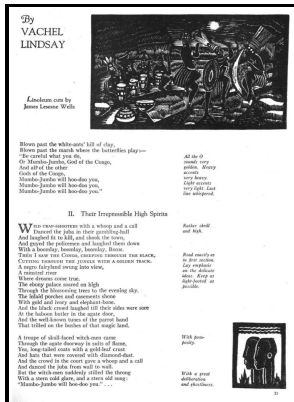 By
VACHEL
LINDSAY
Linoleum cuts by
James Lesesne Wells
Blown past the white-ants' hill of clay,
Blown past the marsh where the butterflies play:—
"Be careful what you do,
Or Mumbo-Jumbo, God of the Congo,
And all of the other
Gods of the Congo,
Mumbo-Jumbo will hoo-doo you,
Mumbo-Jumbo will hoo-doo you,
Mumbo-Jumbo will hoo-doo you."
All the O
sounds very
golden. Heavy
accents
very heavy.
Light accents
very light. Last
line whispered.
II. Their Irrepressible High Spirits
WILD CRAP-SHOOTERS with a whoop and a call
Danced the juba in their gambling-hall
And laughed fit to kill, and shook the town,
And guyed the policemen and laughed them down
With a boomlay, boomlay, boomlay, Boom.
THEN I SAW THE CONGO, CREEPING THROUGH THE BLACK,
CUTTING THROUGH THE JUNGLE WITH A GOLDEN TRACK.
A negro fairyland swung into view,
A minstrel river
Where dreams come true.
The ebony palace soared on high
Through the blossoming trees to the evening sky.
The inlaid porches and casements shone
With gold and ivory and elephant-bone.
And the black crowd laughed till their sides were sore
At the baboon butler in the agate door,
And the well-known tunes of the parrot band
That trilled on the bushes of that magic land.
Rather shrill
and high.
Read exactly as
in first section.
Lay emphasis
on the delicate
ideas. Keep as
light-footed as
possible.
A troupe of skull-faced witch-men came
Through the agate doorway in suits of flame,
Yea, long-tailed coats with a gold-leaf crust
And hats that were covered with diamond-dust.
And the crowd in the court gave a whoop and a call
And danced the juba from wall to wall.
But the witch-men suddenly stilled the throng
With a stern cold glare, and a stern old song:
"Mumbo-Jumbo will hoo-doo you." . . .
With pom-
posity.
With a great
deliberation
and ghostliness.